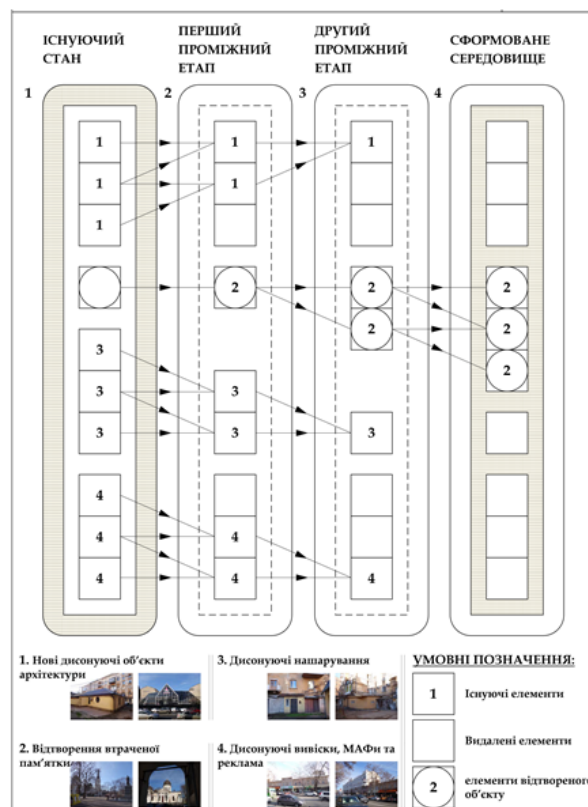 ІСНУЮЧИЙ
СТАН
ПЕРШИЙ
ПРОМІЖНИЙ
ЕТАП
ДРУГИЙ
ПРОМІЖНИЙ
ЕТАП
СФОРМОВАНЕ
СЕРЕДОВИЩЕ
1 2 3 4
1 1 1
1 1
1
2 2 2
2 2
2
3
3 3
3 3 3
4
4 4
4 4 4
1. Нові дисонуючі об'єкти
архітектури
3. Дисонуючі нашарування
2. Відтворення втраченої
пам'ятки
4. Дисонуючі вивіски, МАФи та
реклама
УМОВНІ ПОЗНАЧЕННЯ:
1 Існуючі елементи
Видалені елементи
2 елементи відтвореного
об'єкту